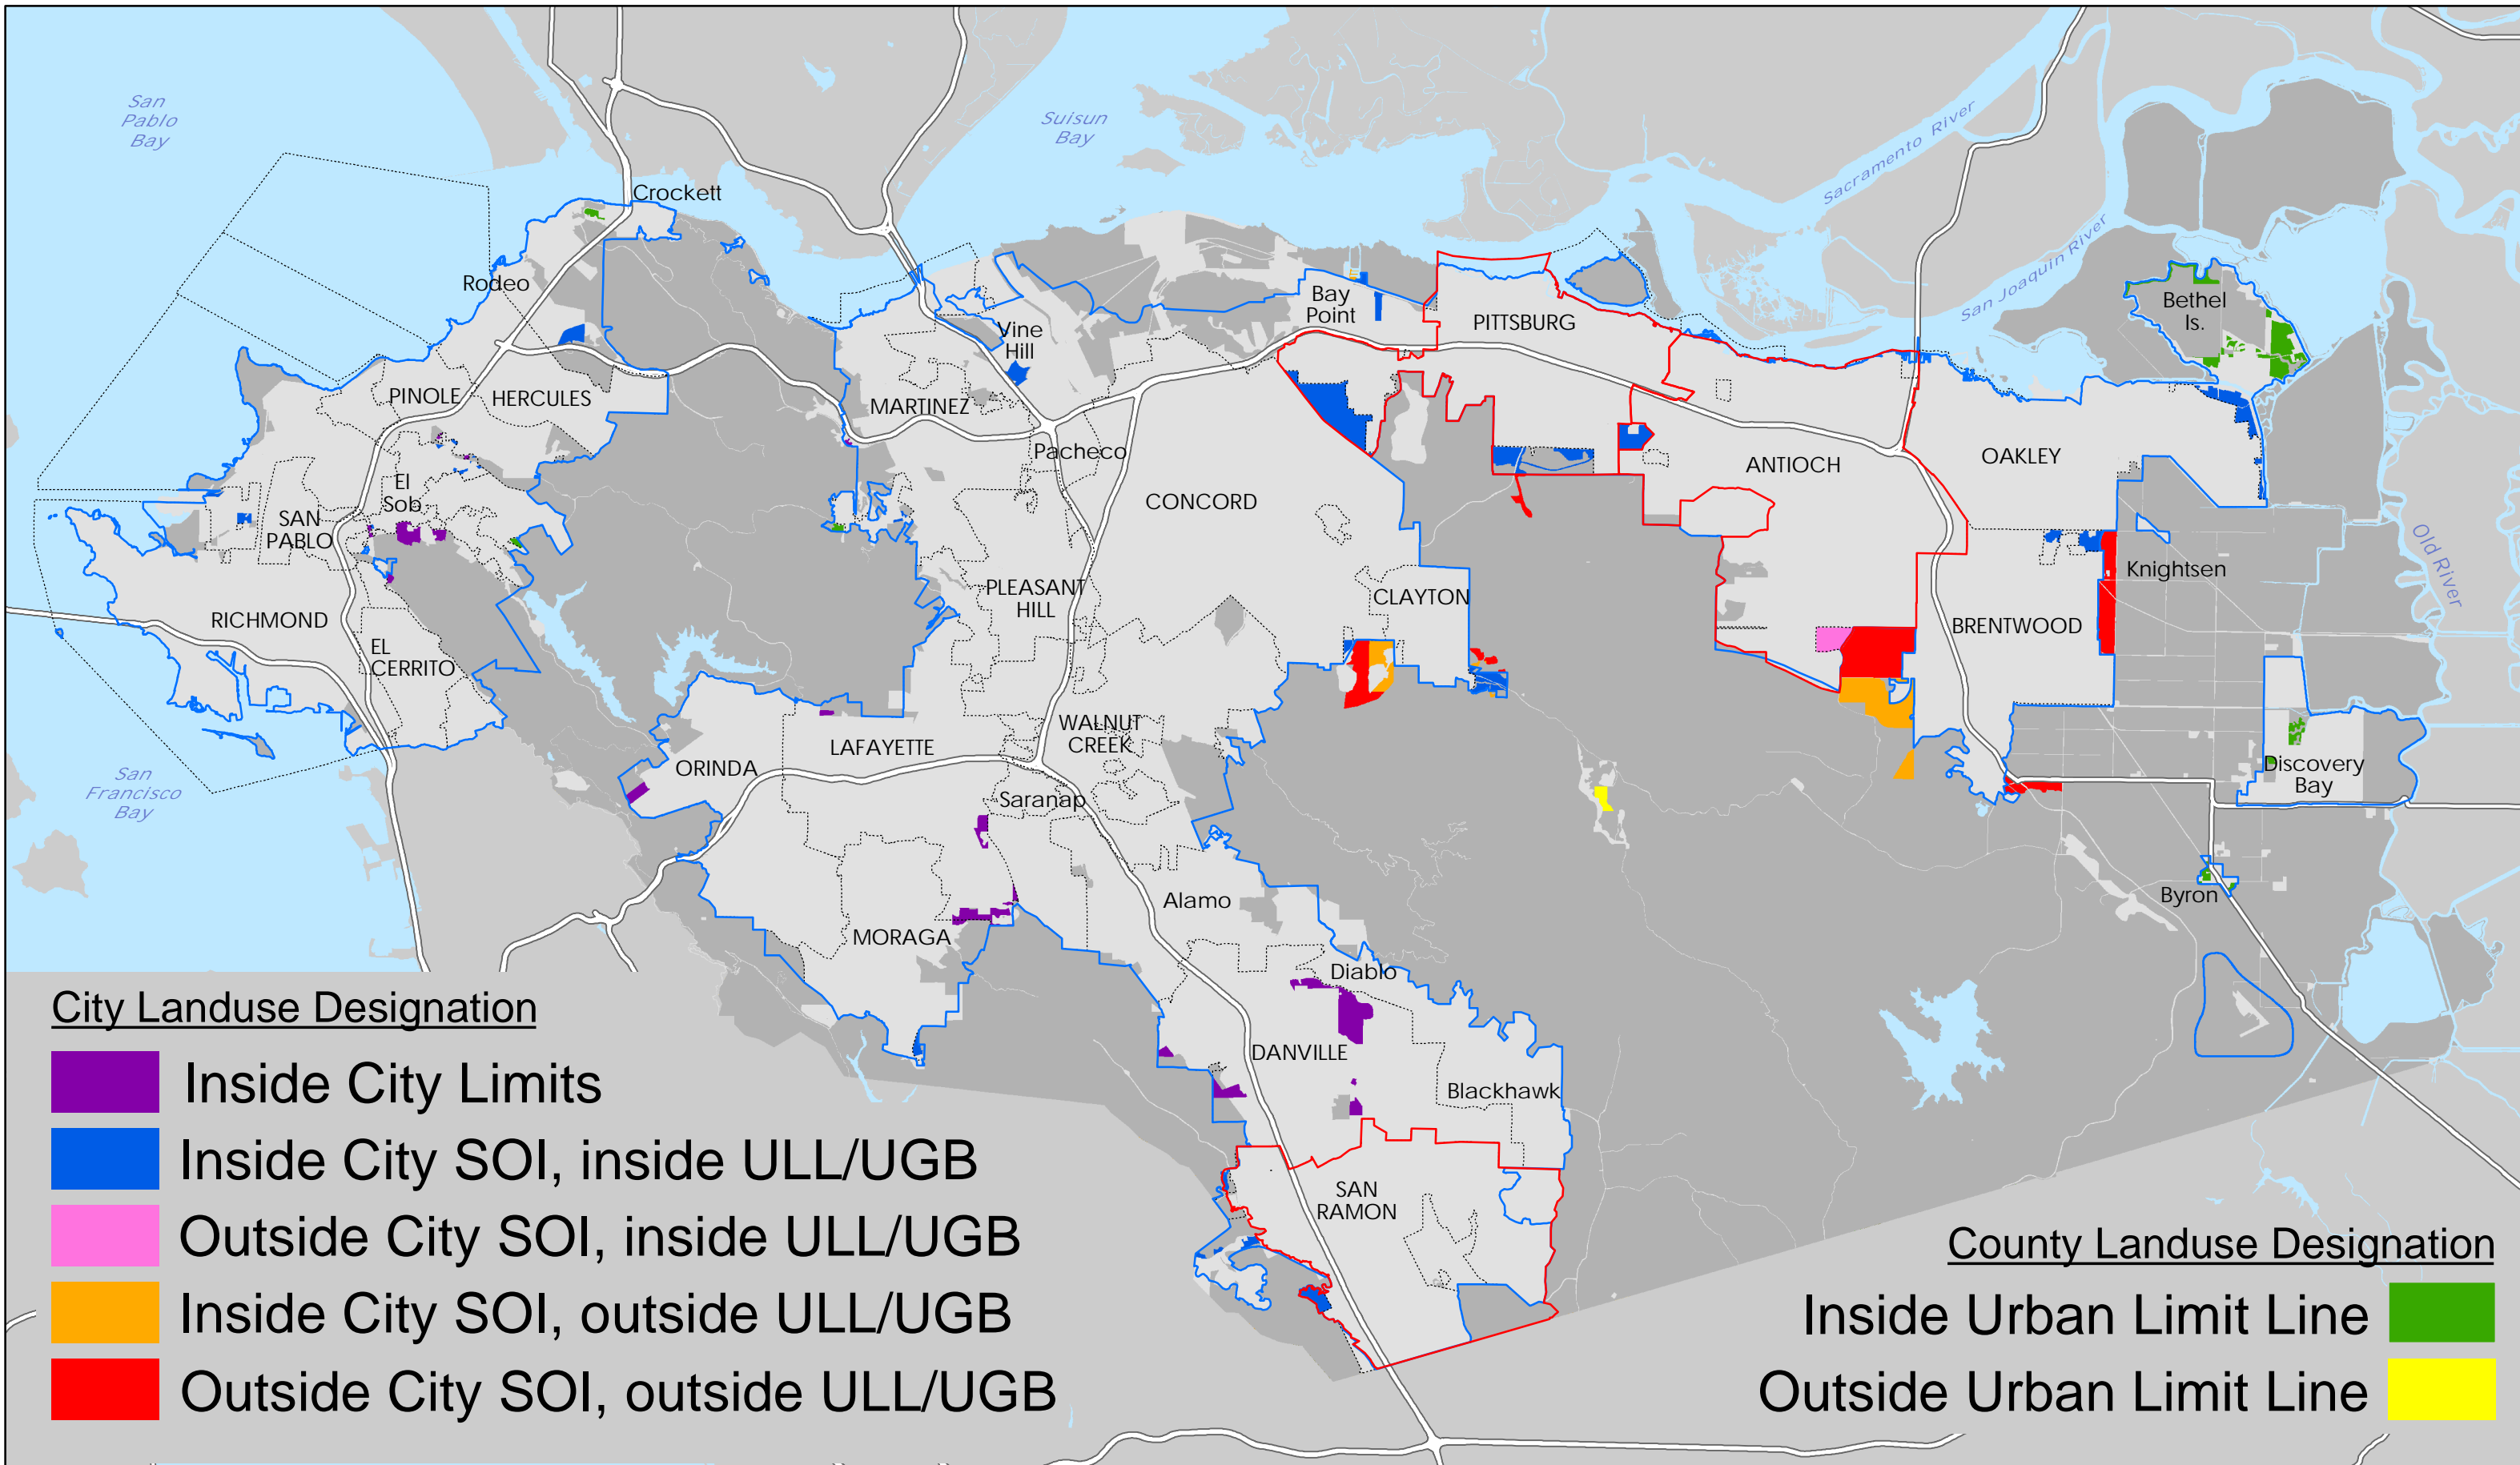 San
Pablo
Bay
Suisun
Bay
Sacramento River
San Joaquin River
Crockett
Rodeo
Vine
Hill
Bay
Point
PITTSBURG
Bethel
Is.
PINOLE
HERCULES
MARTINEZ
Pacheco
ANTIOCH
OAKLEY
El
Sob
SAN
PABLO
CONCORD
Old River
Knightsen
PLEASANT
HILL
CLAYTON
RICHMOND
EL
CERRITO
BRENTWOOD
WALNUT
CREEK
LAFAYETTE
ORINDA
San
Francisco
Bay
Saranap
Discovery
Bay
Alamo
Byron
MORAGA
Diablo
DANVILLE
Blackhawk
SAN
RAMON
City Landuse Designation
Inside City Limits
Inside City SOI, inside ULL/UGB
Outside City SOI, inside ULL/UGB
Inside City SOI, outside ULL/UGB
Outside City SOI, outside ULL/UGB
County Landuse Designation
Inside Urban Limit Line
Outside Urban Limit Line